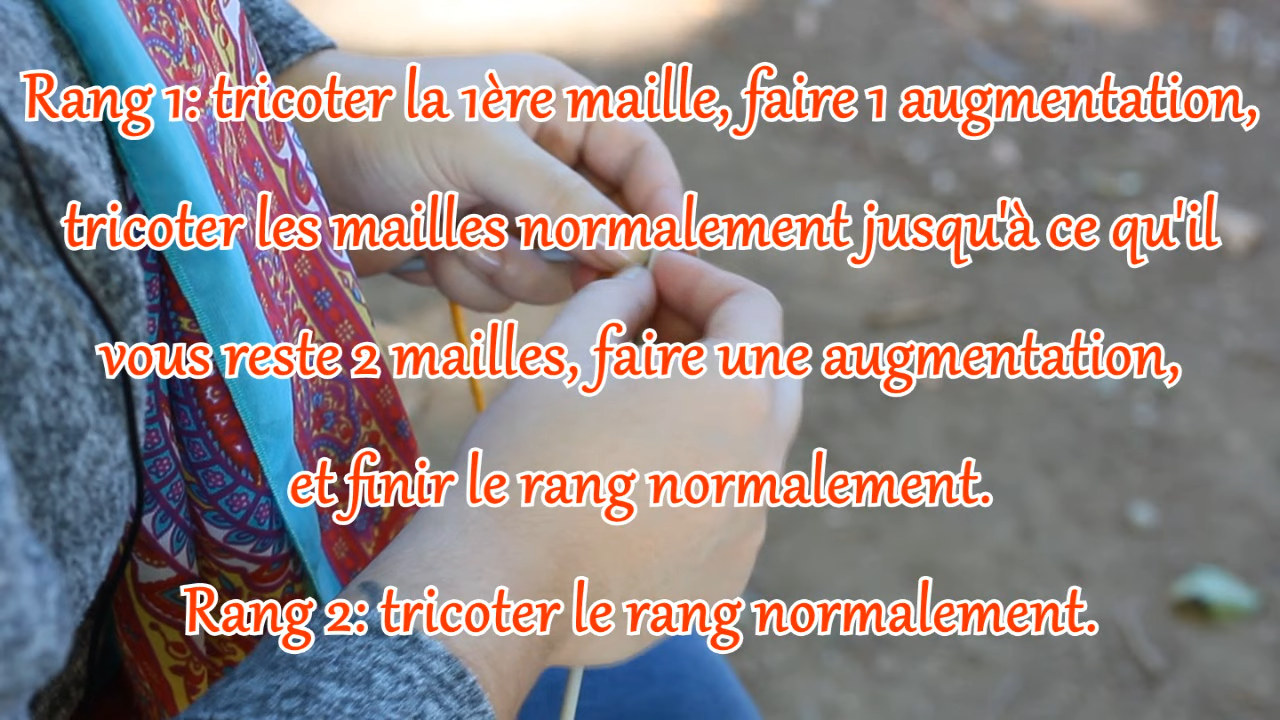 Rang 1: tricoter la 1ère maille, faire 1 augmentation,
tricoter les mailles normalement jusqu'à ce qu'il
vous reste 2 mailles, faire une augmentation,
et finir le rang normalement.
Rang 2: tricoter le rang normalement.